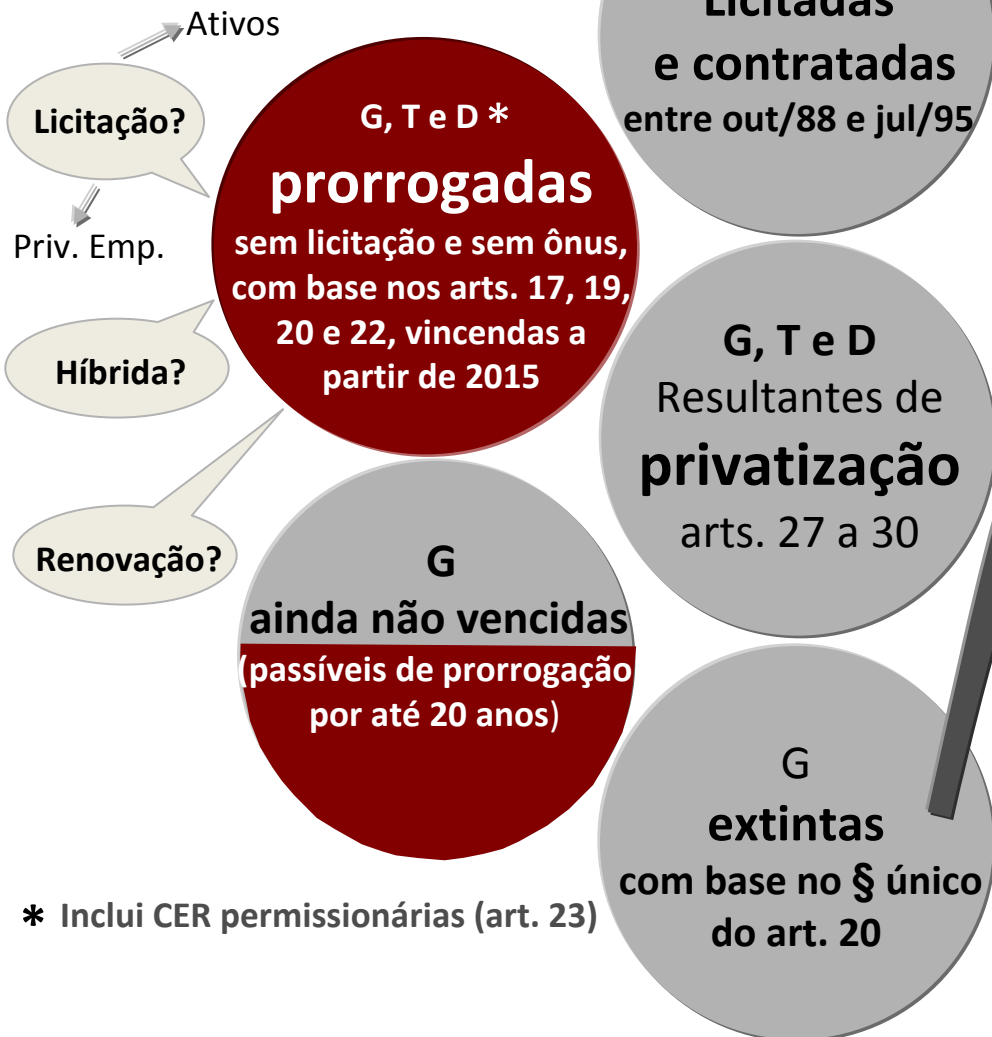 Ativos
Licitação?
Priv. Emp.
Híbrida?
Renovação?
G, T e D *
prorrogadas
sem licitação e sem ônus,
com base nos arts. 17, 19,
20 e 22, vincendas a
partir de 2015
Licitadas
e contratadas
entre out/88 e jul/95
G, T e D
Resultantes de
privatização
arts. 27 a 30
G
ainda não vencidas
(passíveis de prorrogação
por até 20 anos)
G
extintas
com base no § único
do art. 20
* Inclui CER permissionárias (art. 23)